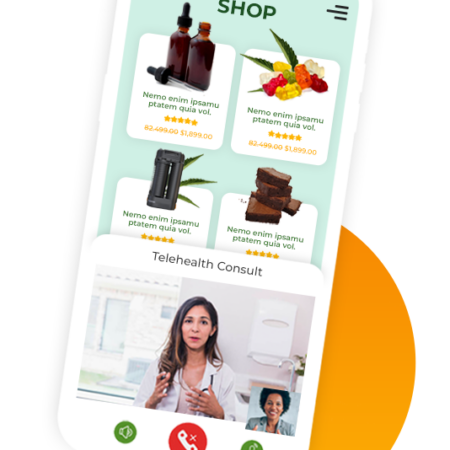 SHOP
Nemo enim ipsamu
ptatem quia vol.
$2,499.00 $1,899.00
Nemo enim ipsamu
ptatem quia vol.
$2,499.00 $1,899.00
Nemo enim ipsamu
ptatem quia vol.
Nemo enim ipsamu
ptatem quia vol.
Telehealth Consult